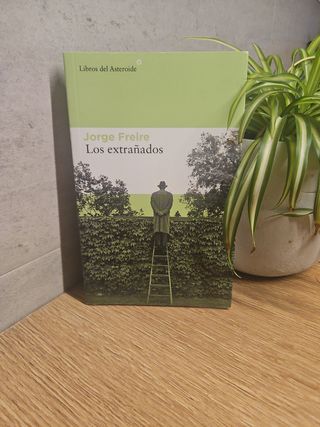 Libros del Asteroide
Jorge Freire
Los extrañados